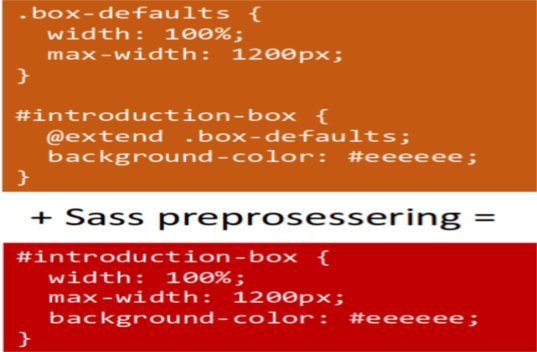 .box-defaults {
  width: 100%;
  max-width: 1200px;
}
#introduction-box {
  @extend .box-defaults;
  background-color: #eeeeee;
}
+ Sass preprosessering =
#introduction-box {
  width: 100%;
  max-width: 1200px;
  background-color: #eeeeee;
}